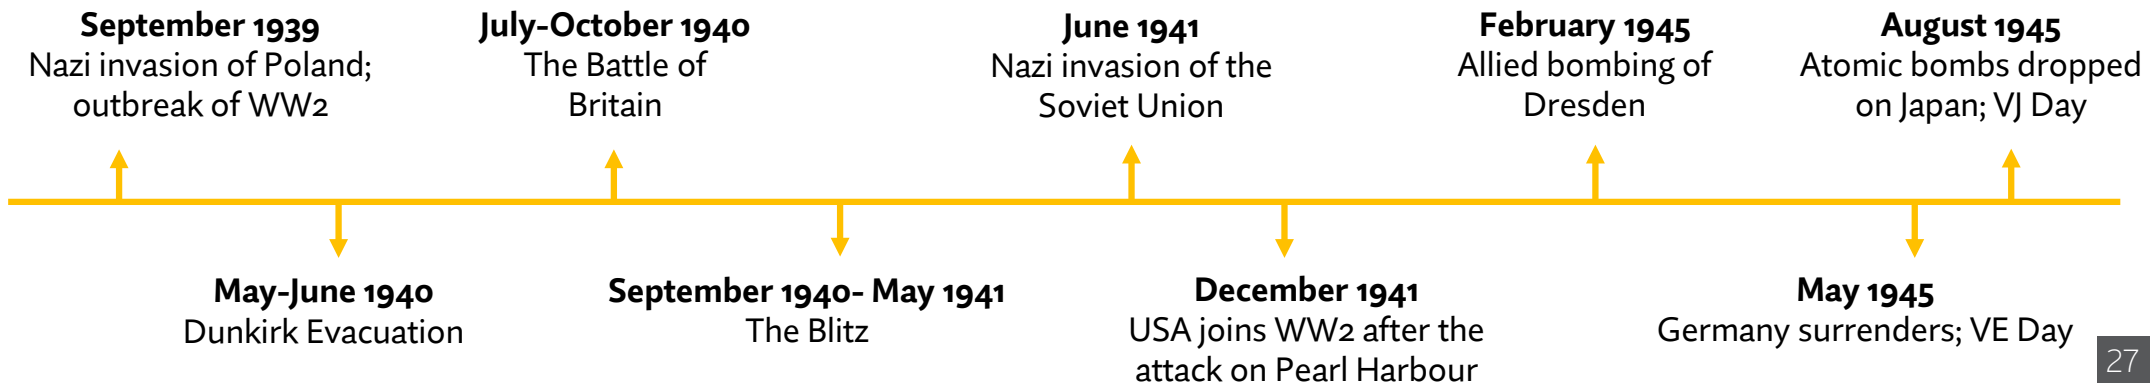 September 1939
Nazi invasion of Poland;
outbreak of WW2
July-October 1940
The Battle of
Britain
June 1941
Nazi invasion of the
Soviet Union
February 1945
Allied bombing of
Dresden
August 1945
Atomic bombs dropped
on Japan; VJ Day
May-June 1940
Dunkirk Evacuation
September 1940- May 1941
The Blitz
December 1941
USA joins WW2 after the
attack on Pearl Harbour
May 1945
Germany surrenders; VE Day
27